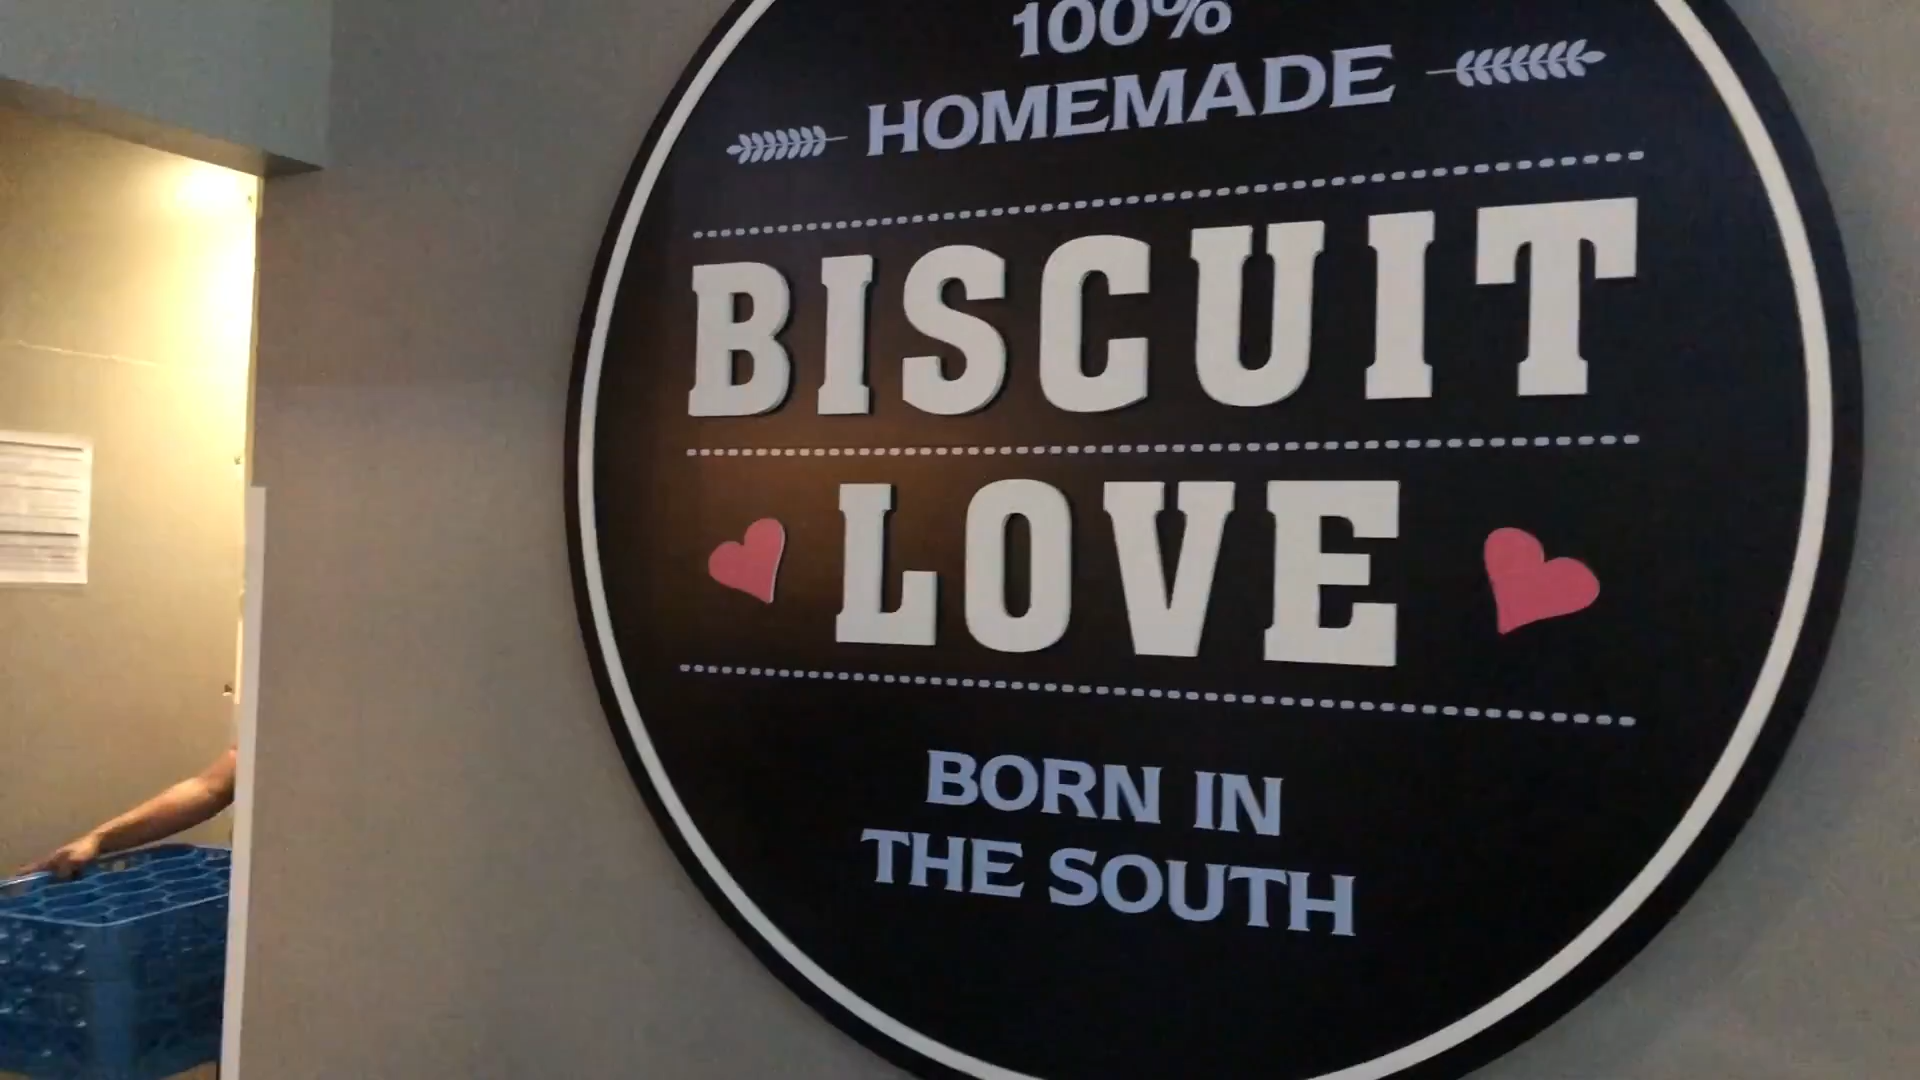 100%
HOMEMADE
BISCUIT
LOVE
BORN IN
THE SOUTH